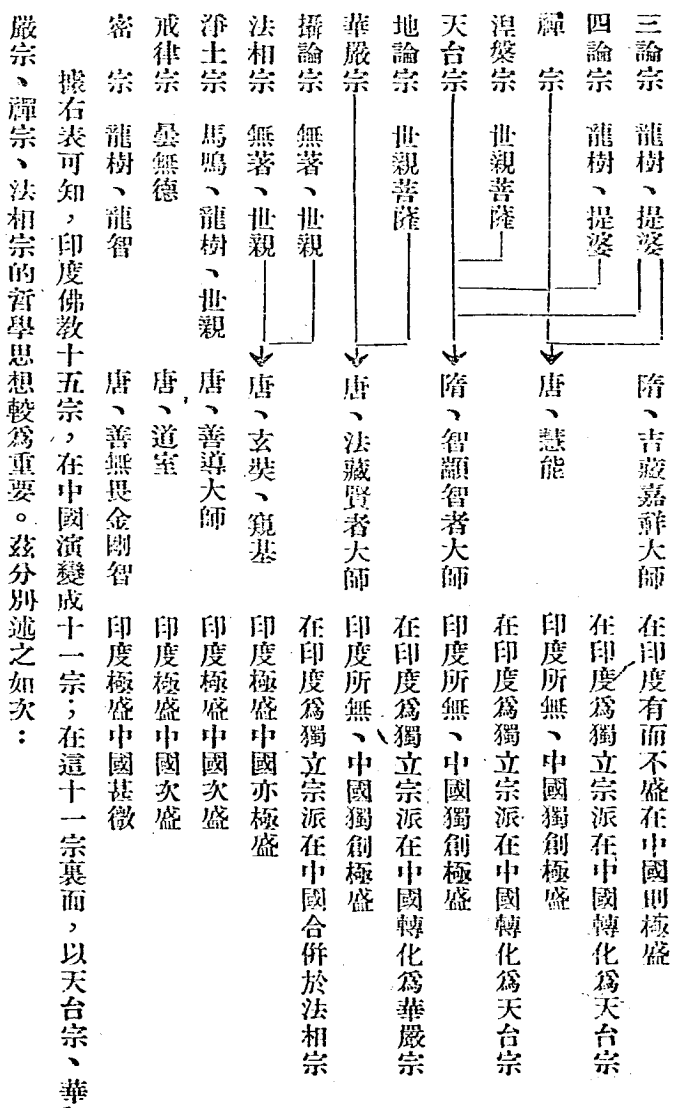 三論宗 龍樹、提婆 隋、吉藏嘉祥大師 在印度有而不盛在中國則極盛
四論宗 龍樹、提婆 在印度爲獨立宗派在中國轉化爲天台宗
禪 宗 唐、慧能 印度所無、中國獨創極盛
湼槃宗 世親菩薩 在印度爲獨立宗派在中國轉化爲天台宗
天台宗 隋、智顗智者大師 印度所無、中國獨創極盛
地論宗 世親菩薩 在印度爲獨立宗派在中國轉化爲華嚴宗
華嚴宗 唐、法藏賢者大師 印度所無、中國獨創極盛
攝論宗 無著、世親 在印度爲獨立宗派在中國合併於法相宗
法相宗 無著、世親 唐、玄奘、窺基 印度極盛中國亦極盛
淨土宗 馬鳴、龍樹、世親 唐、善導大師 印度極盛中國次盛
戒律宗 曇無德 唐、道室 印度極盛中國次盛
密 宗 龍樹、龍智 唐、善無畏金剛智 印度極盛中國甚微
據右表可知，印度佛教十五宗，在中國演變成十一宗；在這十一宗裏面，以天台宗、華
嚴宗、禪宗、法相宗的哲學思想較爲重要。茲分別述之如次：